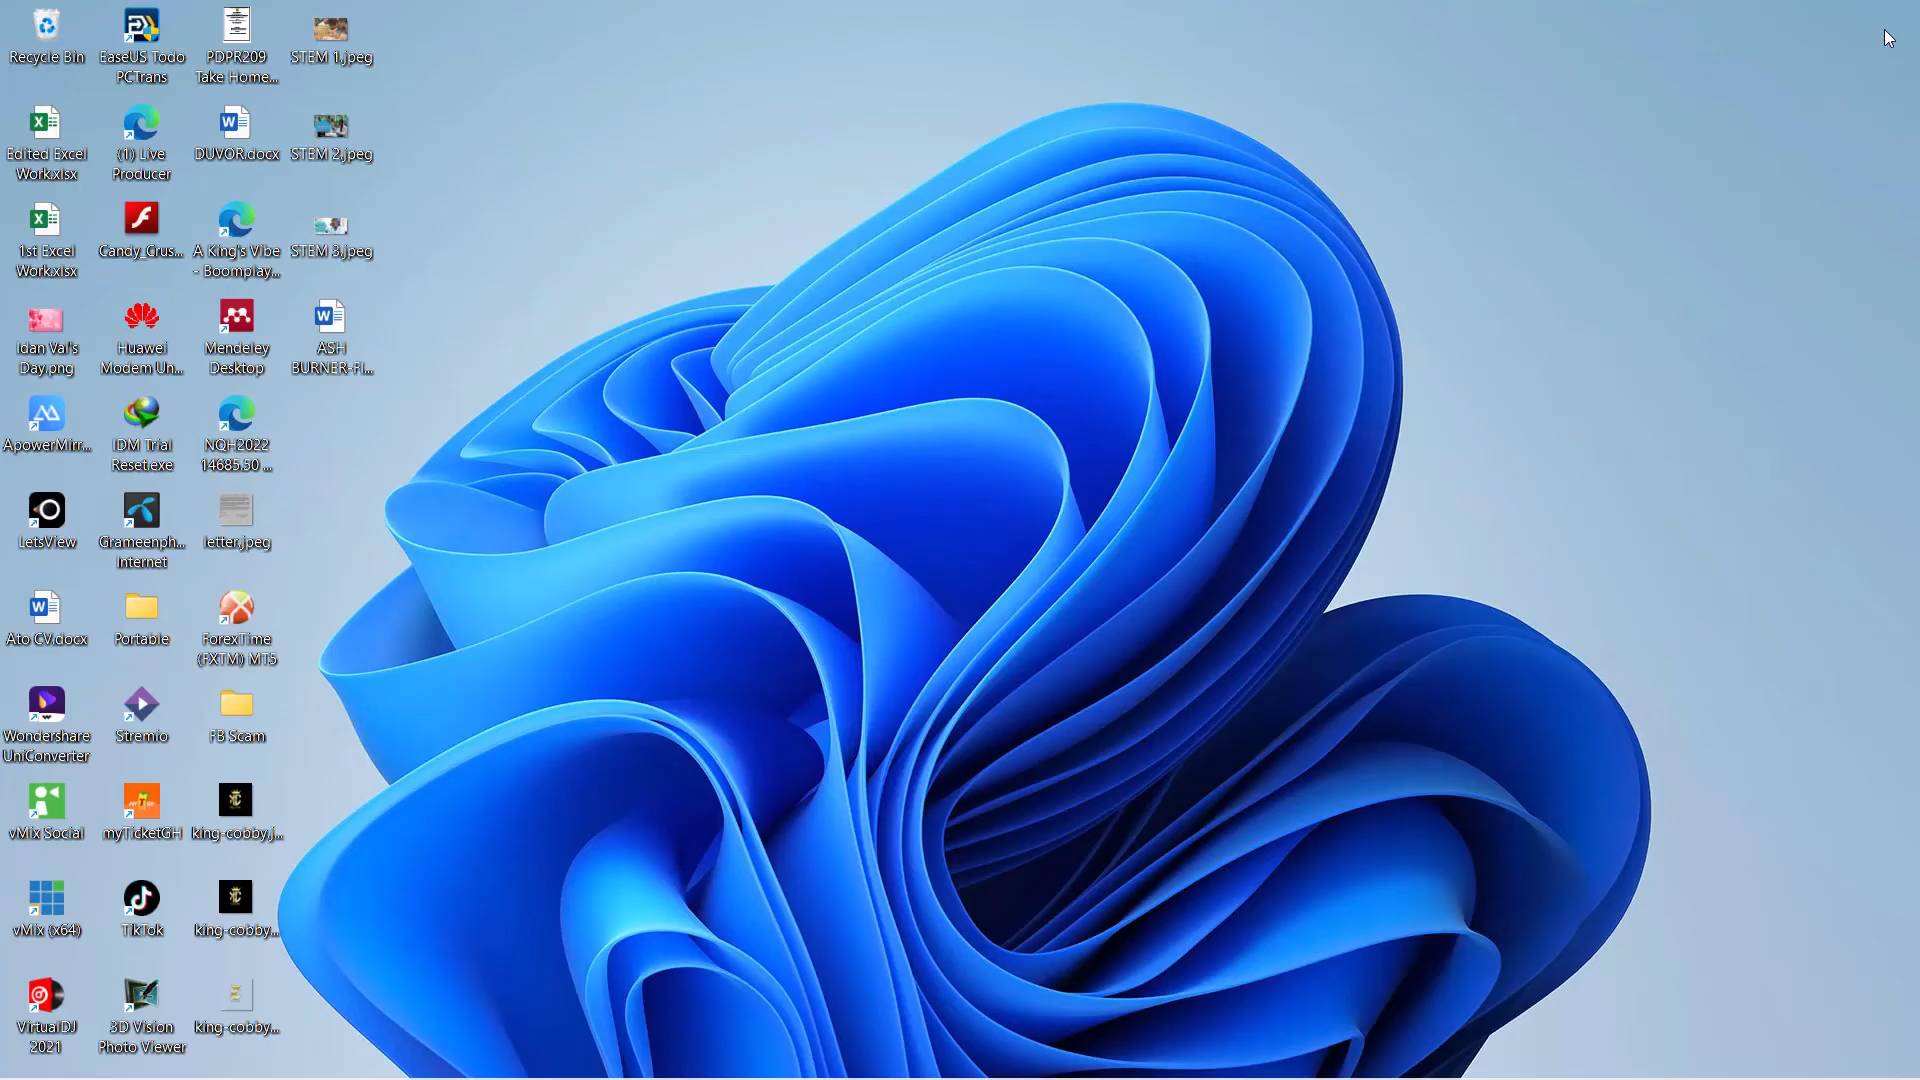 Recycle Bin
EaseUS Todo
PCTrans
PDPR209
Take Home...
STEM 1.jpeg
Edited Excel
Work.xlsx
(1) Live
Producer
DUVOR.docx
STEM 2.jpeg
1st Excel
Work.xlsx
Candy_Crus...
A King's Vibe
- Boomplay...
STEM 3.jpeg
Idan Val's
Day.png
Huawei
Modem Un...
Mendeley
Desktop
ASH
BURNER-FI...
ApowerMirr...
IDM Trial
Reset.exe
NQH2022
14685.50 ...
LetsView
Grameenph...
Internet
letter.jpeg
Ato CV.docx
Portable
ForexTime
(FXTM) MT5
Wondershare
UniConverter
Stremio
FB Scam
vMix Social
myTicketGH
king-cobby.j...
vMix (x64)
TikTok
king-cobby...
VirtualDJ
2021
3D Vision
Photo Viewer
king-cobby...